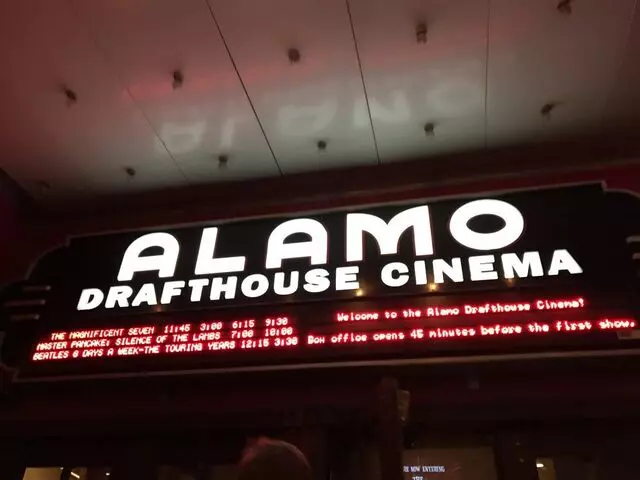 ALAMO
DRAFTHOUSE CINEMA
THE MAGNIFICENT SEVEN 11:45 3:00 6:15 9:30
MASTER PANCAKE: SILENCE OF THE LAMBS 7:00 10:00
BEATLES 8 DAYS A WEEK-THE TOURING YEARS 12:15 3:30
Welcome to the Alamo Drafthouse Cinema!
Box office opens 45 minutes before the first show.
NOW ENTERING